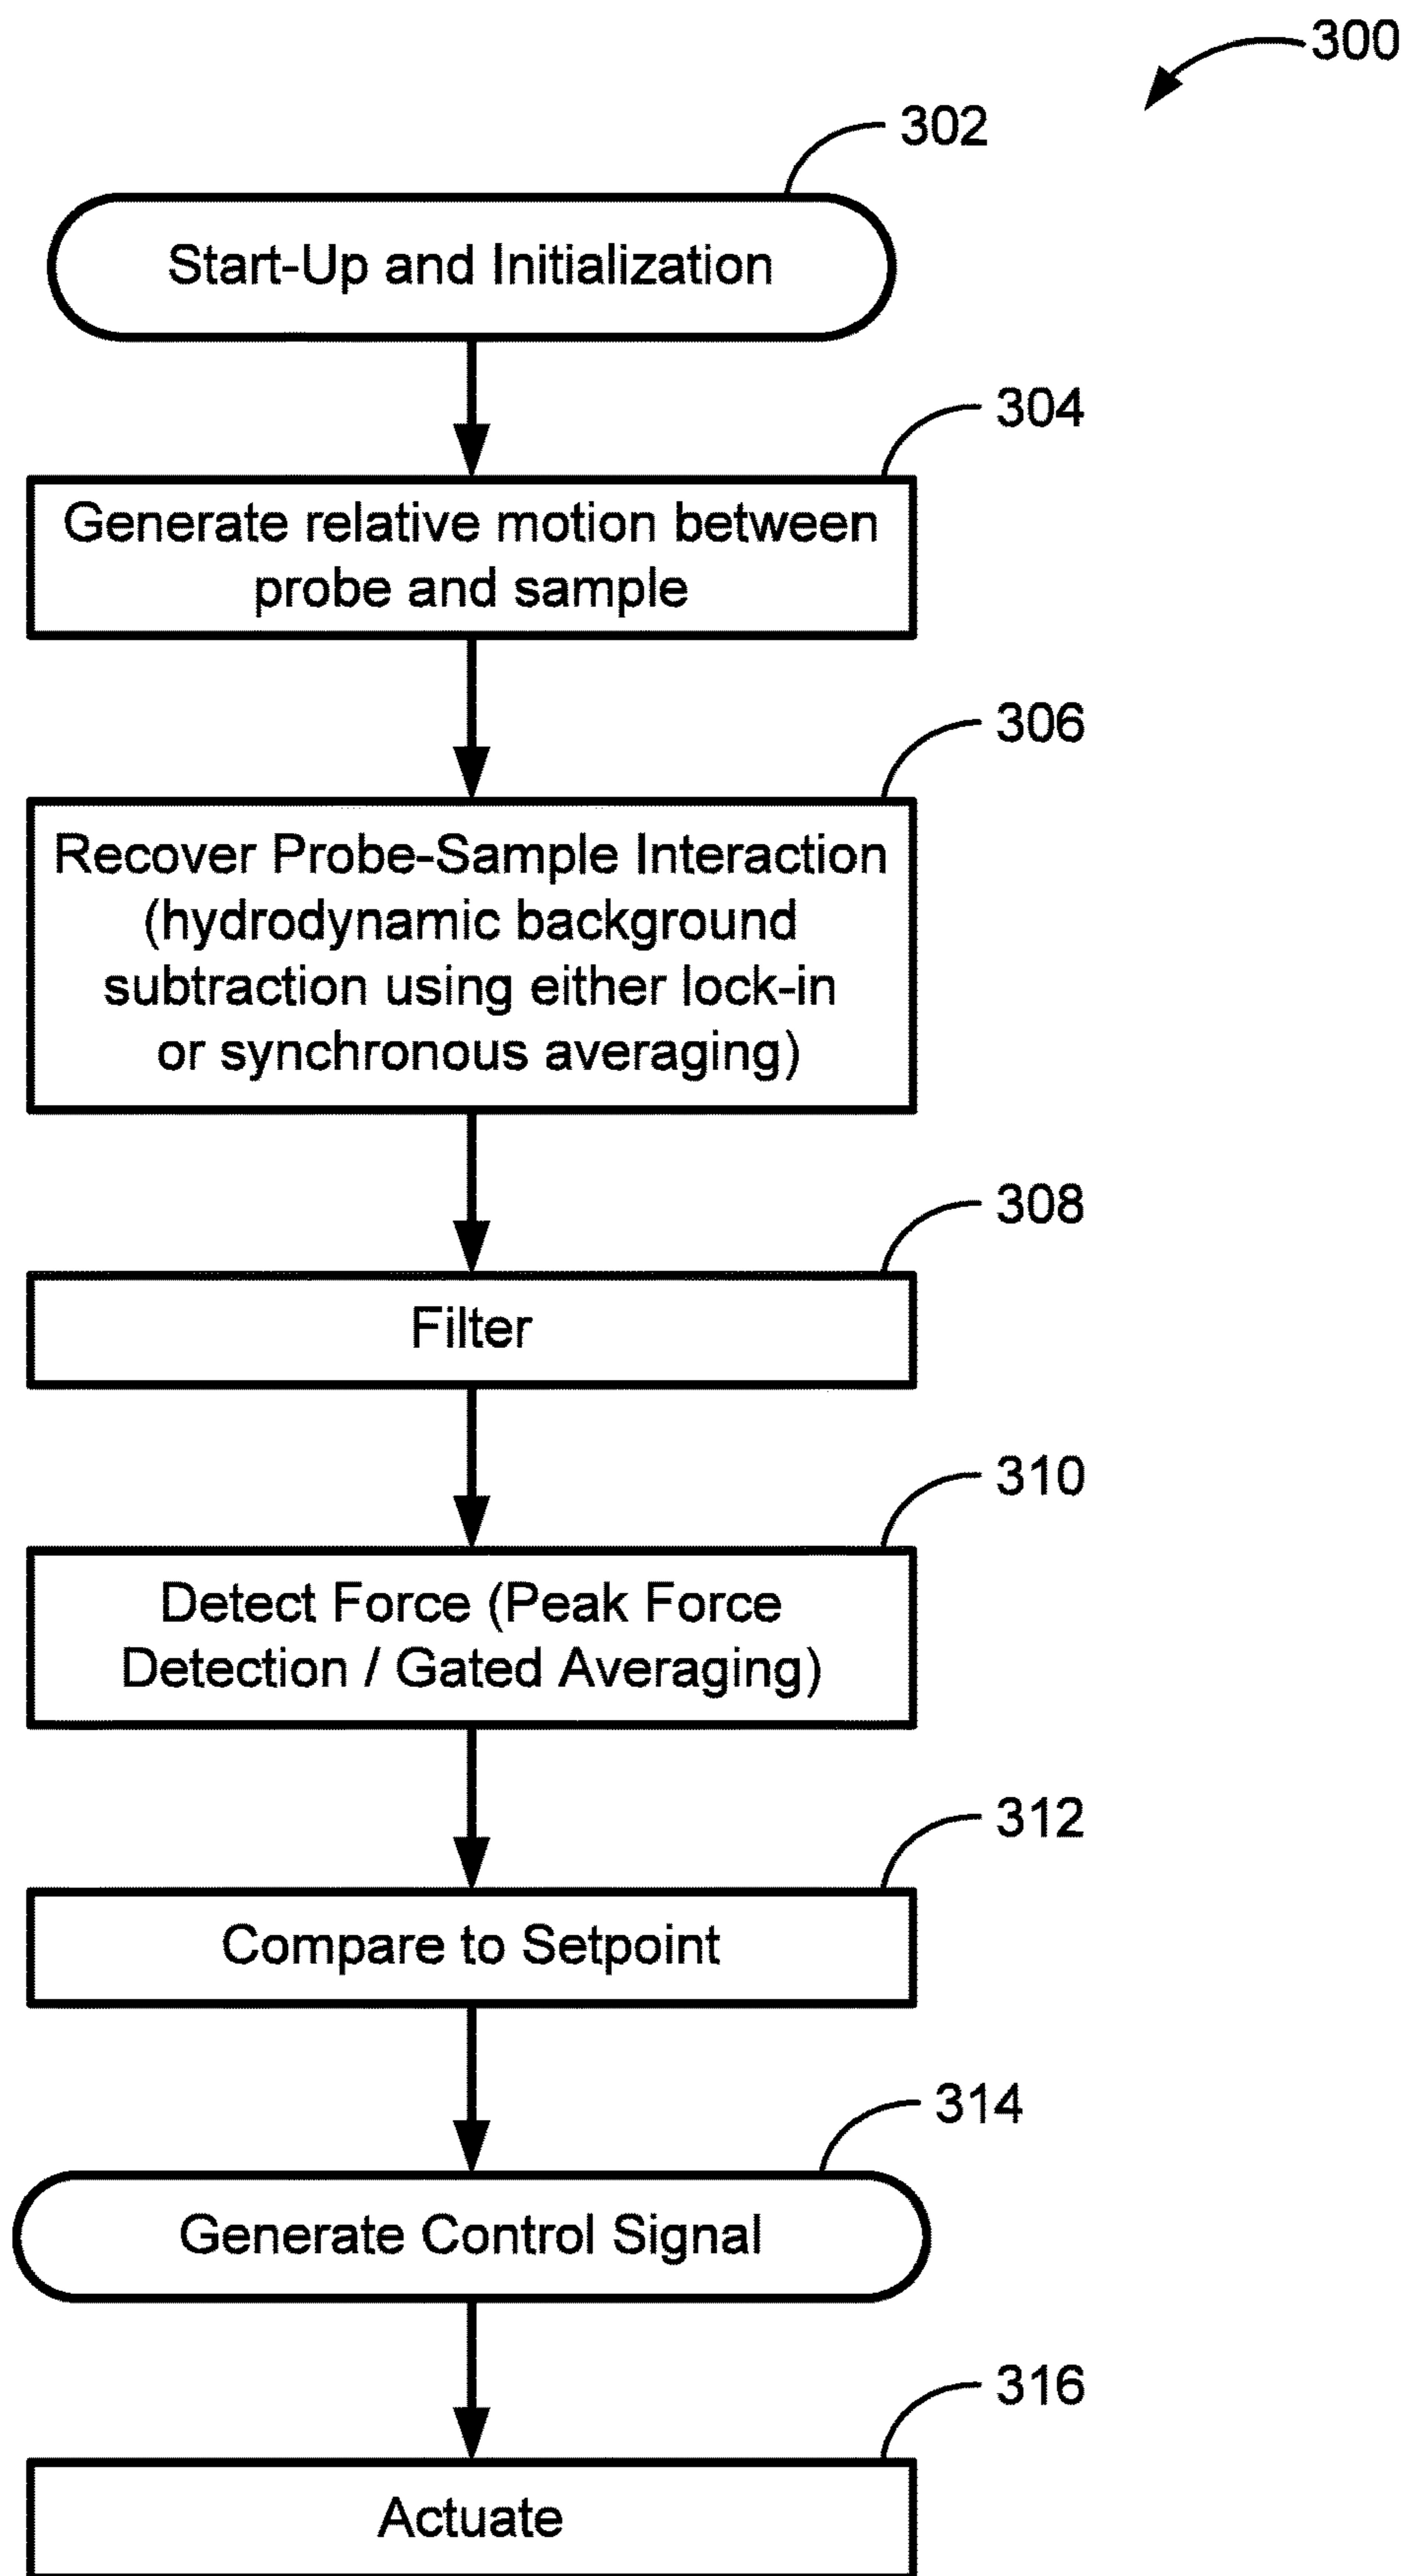 300
302
Start-Up and Initialization
304
Generate relative motion between
probe and sample
306
Recover Probe-Sample Interaction
(hydrodynamic background
subtraction using either lock-in
or synchronous averaging)
308
Filter
310
Detect Force (Peak Force
Detection / Gated Averaging)
312
Compare to Setpoint
314
Generate Control Signal
316
Actuate